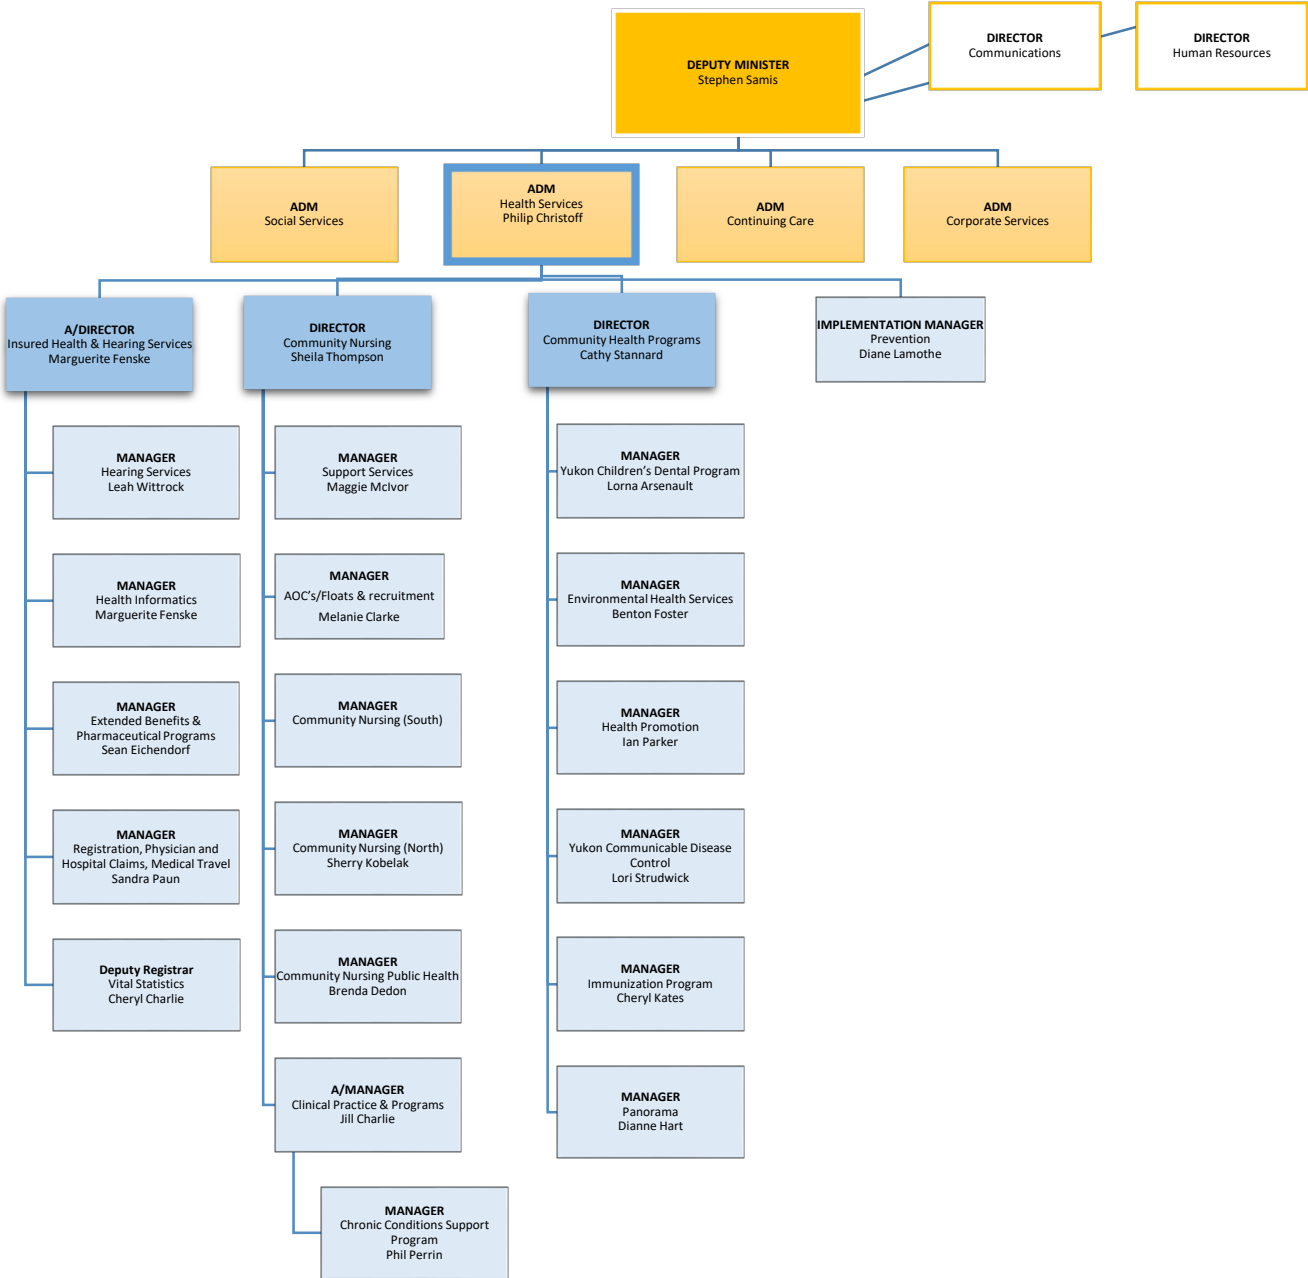 DEPUTY MINISTER
Stephen Samis
DIRECTOR
Communications
DIRECTOR
Human Resources
ADM
Social Services
ADM
Health Services
Philip Christoff
ADM
Continuing Care
ADM
Corporate Services
A/DIRECTOR
Insured Health & Hearing Services
Marguerite Fenske
DIRECTOR
Community Nursing
Sheila Thompson
DIRECTOR
Community Health Programs
Cathy Stannard
IMPLEMENTATION MANAGER
Prevention
Diane Lamothe
MANAGER
Hearing Services
Leah Wittrock
MANAGER
Health Informatics
Marguerite Fenske
MANAGER
Extended Benefits &
Pharmaceutical Programs
Sean Eichendorf
MANAGER
Registration, Physician and
Hospital Claims, Medical Travel
Sandra Paun
Deputy Registrar
Vital Statistics
Cheryl Charlie
MANAGER
Support Services
Maggie McIvor
MANAGER
AOC's/Floats & recruitment
Melanie Clarke
MANAGER
Community Nursing (South)
MANAGER
Community Nursing (North)
Sherry Kobelak
MANAGER
Community Nursing Public Health
Brenda Dedon
A/MANAGER
Clinical Practice & Programs
Jill Charlie
MANAGER
Chronic Conditions Support
Program
Phil Perrin
MANAGER
Yukon Children’s Dental Program
Lorna Arsenault
MANAGER
Environmental Health Services
Benton Foster
MANAGER
Health Promotion
Ian Parker
MANAGER
Yukon Communicable Disease
Control
Lori Strudwick
MANAGER
Immunization Program
Cheryl Kates
MANAGER
Panorama
Dianne Hart